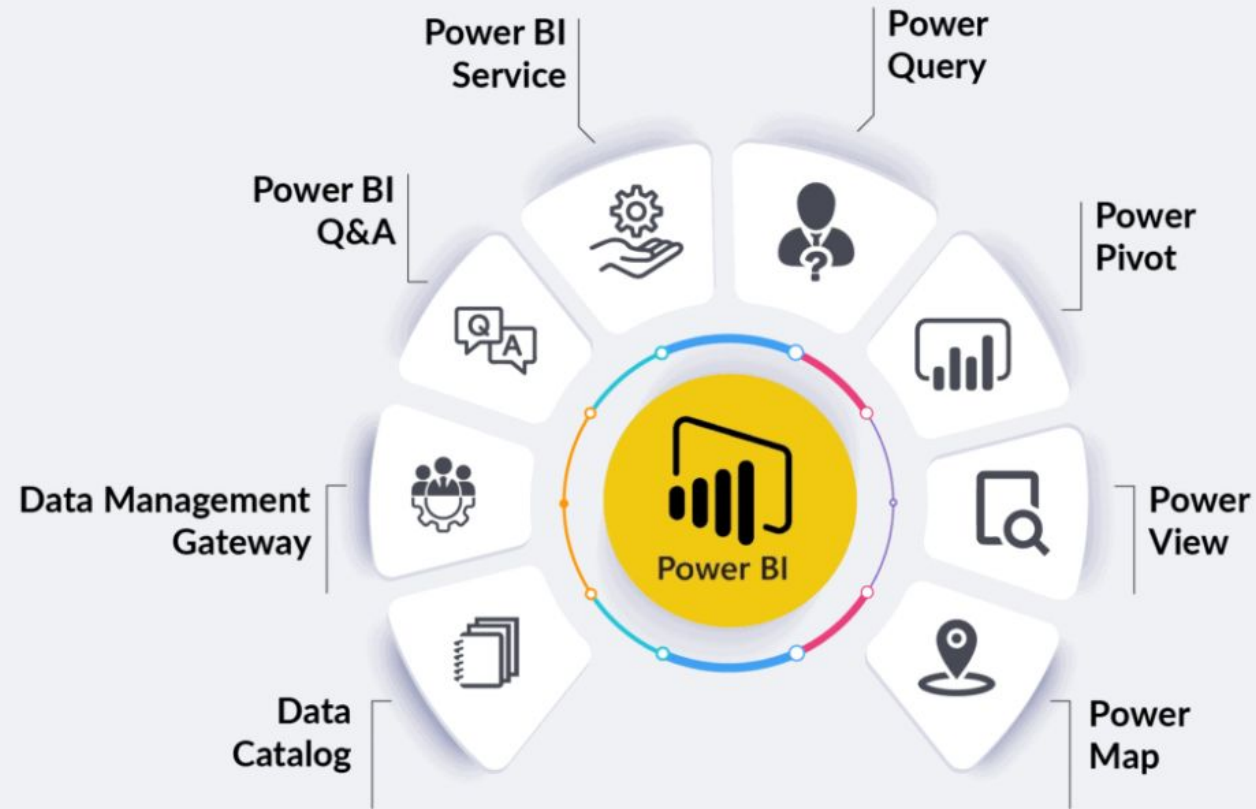 Power BI
Service
Power
Query
Power BI
Q&A
Power
Pivot
Q
A
?
Data Management
Gateway
Power BI
Power
View
Data
Catalog
Power
Map